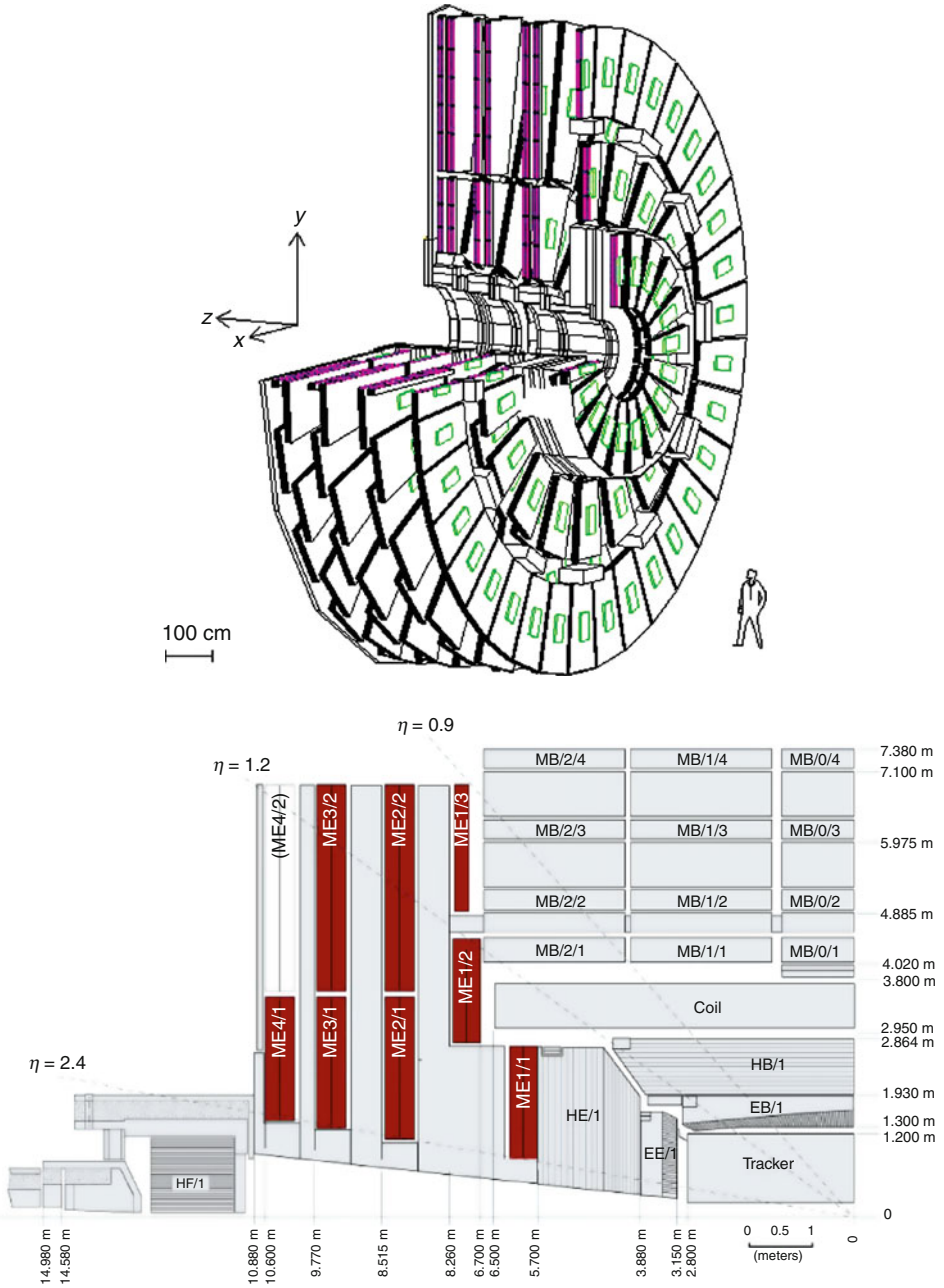 y
z
x
100 cm
η = 0.9
η = 1.2
η = 2.4
(ME4/2)
ME3/2
ME2/2
ME1/3
MB/2/4
MB/1/4
MB/0/4
7.380 m
7.100 m
MB/2/3
MB/1/3
MB/0/3
5.975 m
MB/2/2
MB/1/2
MB/0/2
4.885 m
ME1/2
MB/2/1
MB/1/1
MB/0/1
4.020 m
3.800 m
ME4/1
ME3/1
ME2/1
Coil
2.950 m
2.864 m
ME1/1
HE/1
HB/1
1.930 m
EB/1
1.300 m
1.200 m
EE/1
Tracker
HF/1
0
0 0.5 1
(meters)
14.980 m
14.580 m
10.880 m
10.600 m
9.770 m
8.515 m
8.260 m
6.700 m
6.500 m
5.700 m
3.880 m
3.150 m
2.800 m
0